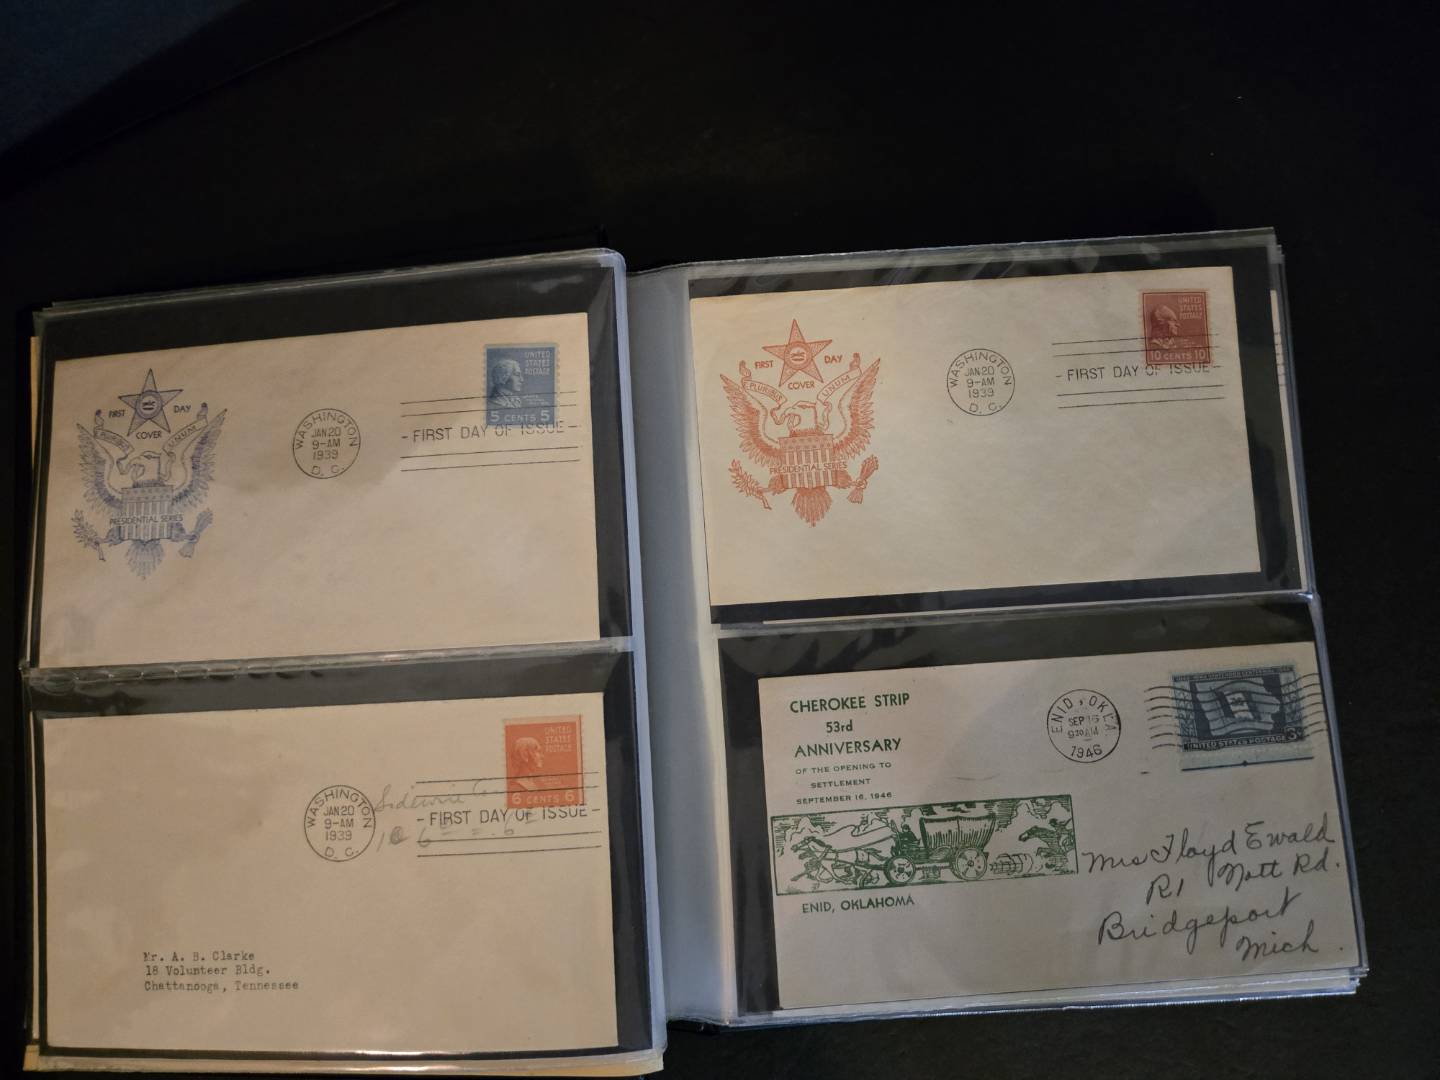 FIRST DAY
COVER
E PLURIBUS UNUM
PRESIDENTIAL SERIES
WASHINGTON
JAN 20
9-AM
1939
D. C.
UNITED
STATES
POSTAGE
5 CENTS 5
- FIRST DAY OF ISSUE -
WASHINGTON
JAN 20
9-AM
1939
D. C.
UNITED
STATES
POSTAGE
6 CENTS 6
- FIRST DAY OF ISSUE -
Mr. A. B. Clarke
18 Volunteer Bldg.
Chattanooga, Tennessee
FIRST DAY
COVER
E PLURIBUS UNUM
PRESIDENTIAL SERIES
WASHINGTON
JAN 20
9-AM
1939
D. C.
UNITED
STATES
POSTAGE
10 CENTS 10
- FIRST DAY OF ISSUE -
CHEROKEE STRIP
53rd
ANNIVERSARY
OF THE OPENING TO
SETTLEMENT
SEPTEMBER 16, 1946
ENID, OKLAHOMA
ENID, OKLA.
SEP 16
930AM
1946
UNITED STATES POSTAGE 3¢
Mrs Floyd Ewald
R1 Nott Rd.
Bridgeport
Mich.